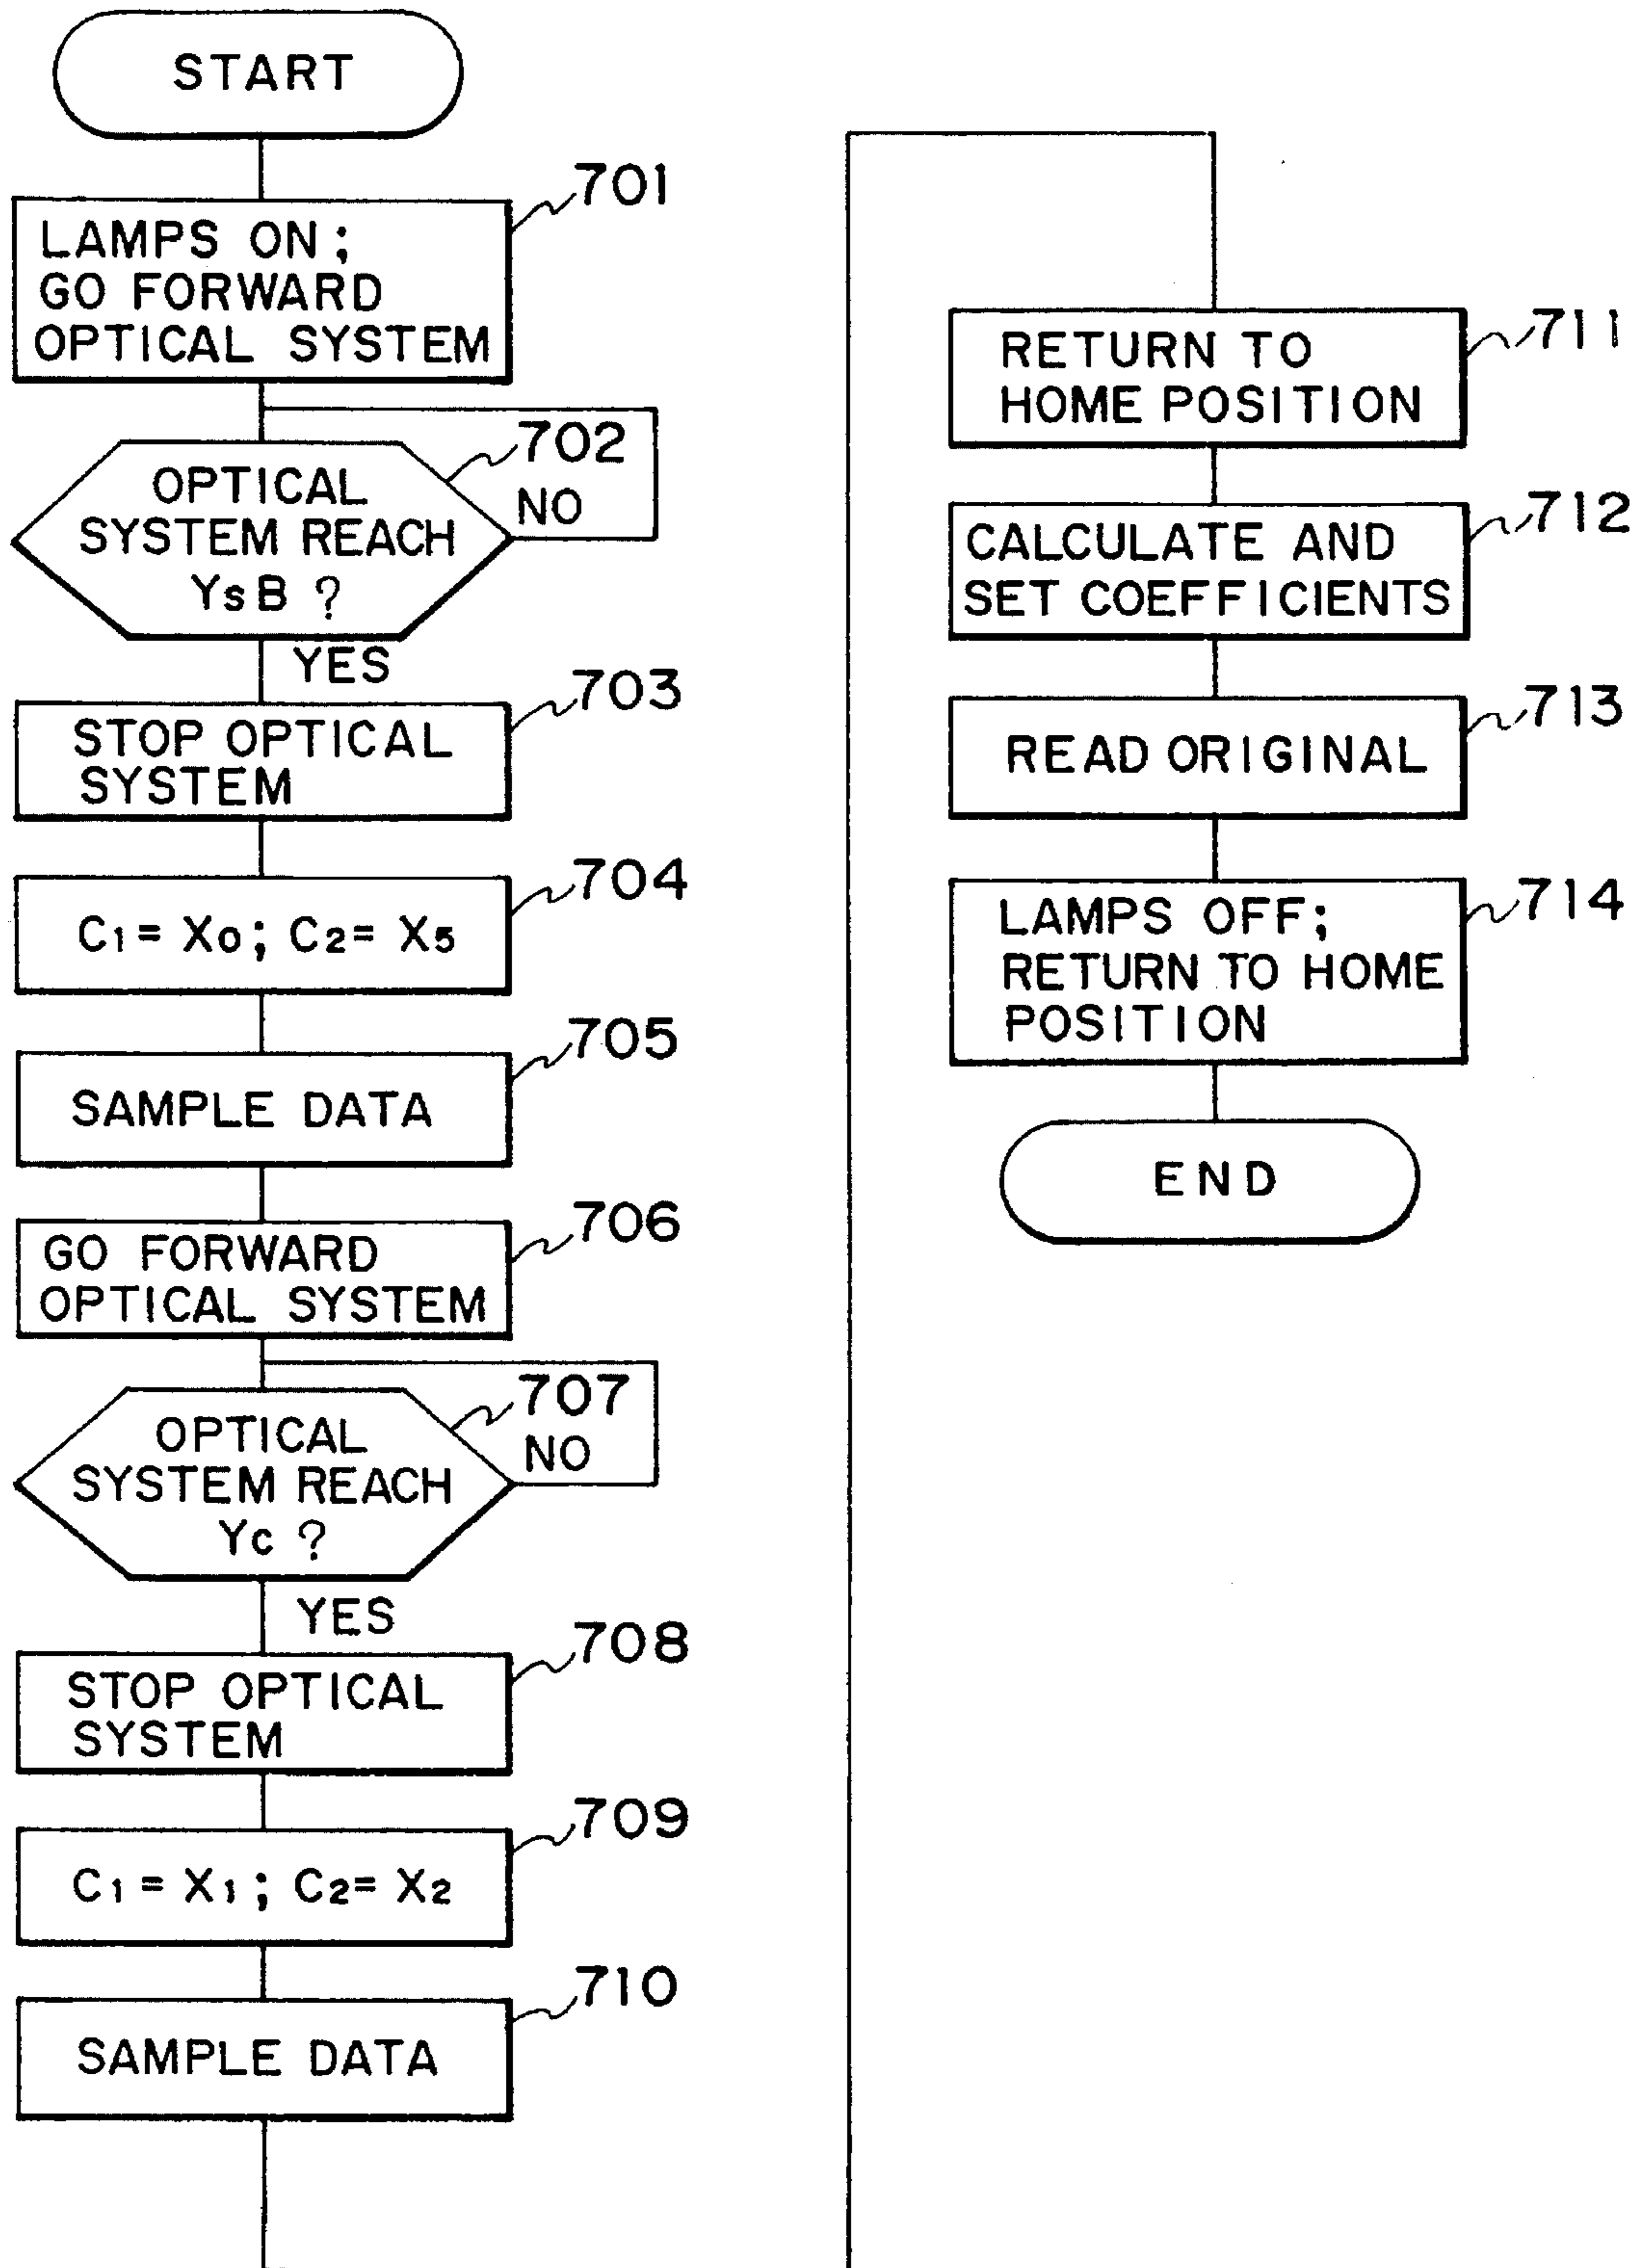 START
701
LAMPS ON;
GO FORWARD
OPTICAL SYSTEM
702
OPTICAL
SYSTEM REACH
YsB ?
NO
YES
703
STOP OPTICAL
SYSTEM
704
C1 = X0; C2 = X5
705
SAMPLE DATA
706
GO FORWARD
OPTICAL SYSTEM
707
OPTICAL
SYSTEM REACH
Yc ?
NO
YES
708
STOP OPTICAL
SYSTEM
709
C1 = X1; C2 = X2
710
SAMPLE DATA
711
RETURN TO
HOME POSITION
712
CALCULATE AND
SET COEFFICIENTS
713
READ ORIGINAL
714
LAMPS OFF;
RETURN TO HOME
POSITION
END